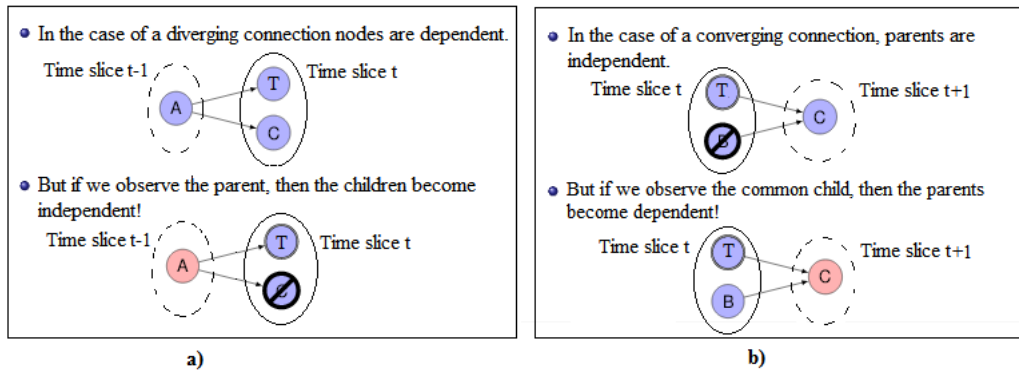 In the case of a diverging connection nodes are dependent.
Time slice t-1
Time slice t
A
T
C
But if we observe the parent, then the children become
independent!
Time slice t-1
Time slice t
A
T
C
a)
In the case of a converging connection, parents are
independent.
Time slice t
Time slice t+1
T
B
C
But if we observe the common child, then the parents
become dependent!
Time slice t
Time slice t+1
T
B
C
b)